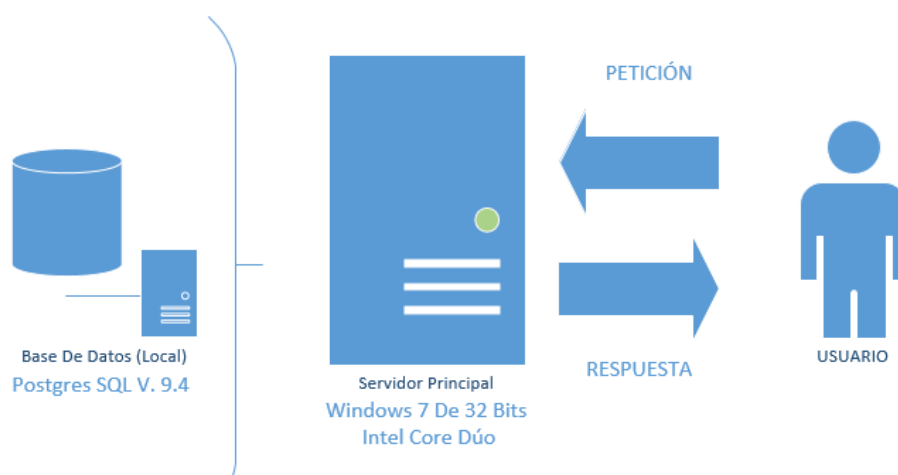 PETICIÓN
RESPUESTA
Base De Datos (Local)
Postgres SQL V. 9.4
Servidor Principal
Windows 7 De 32 Bits
Intel Core Dúo
USUARIO